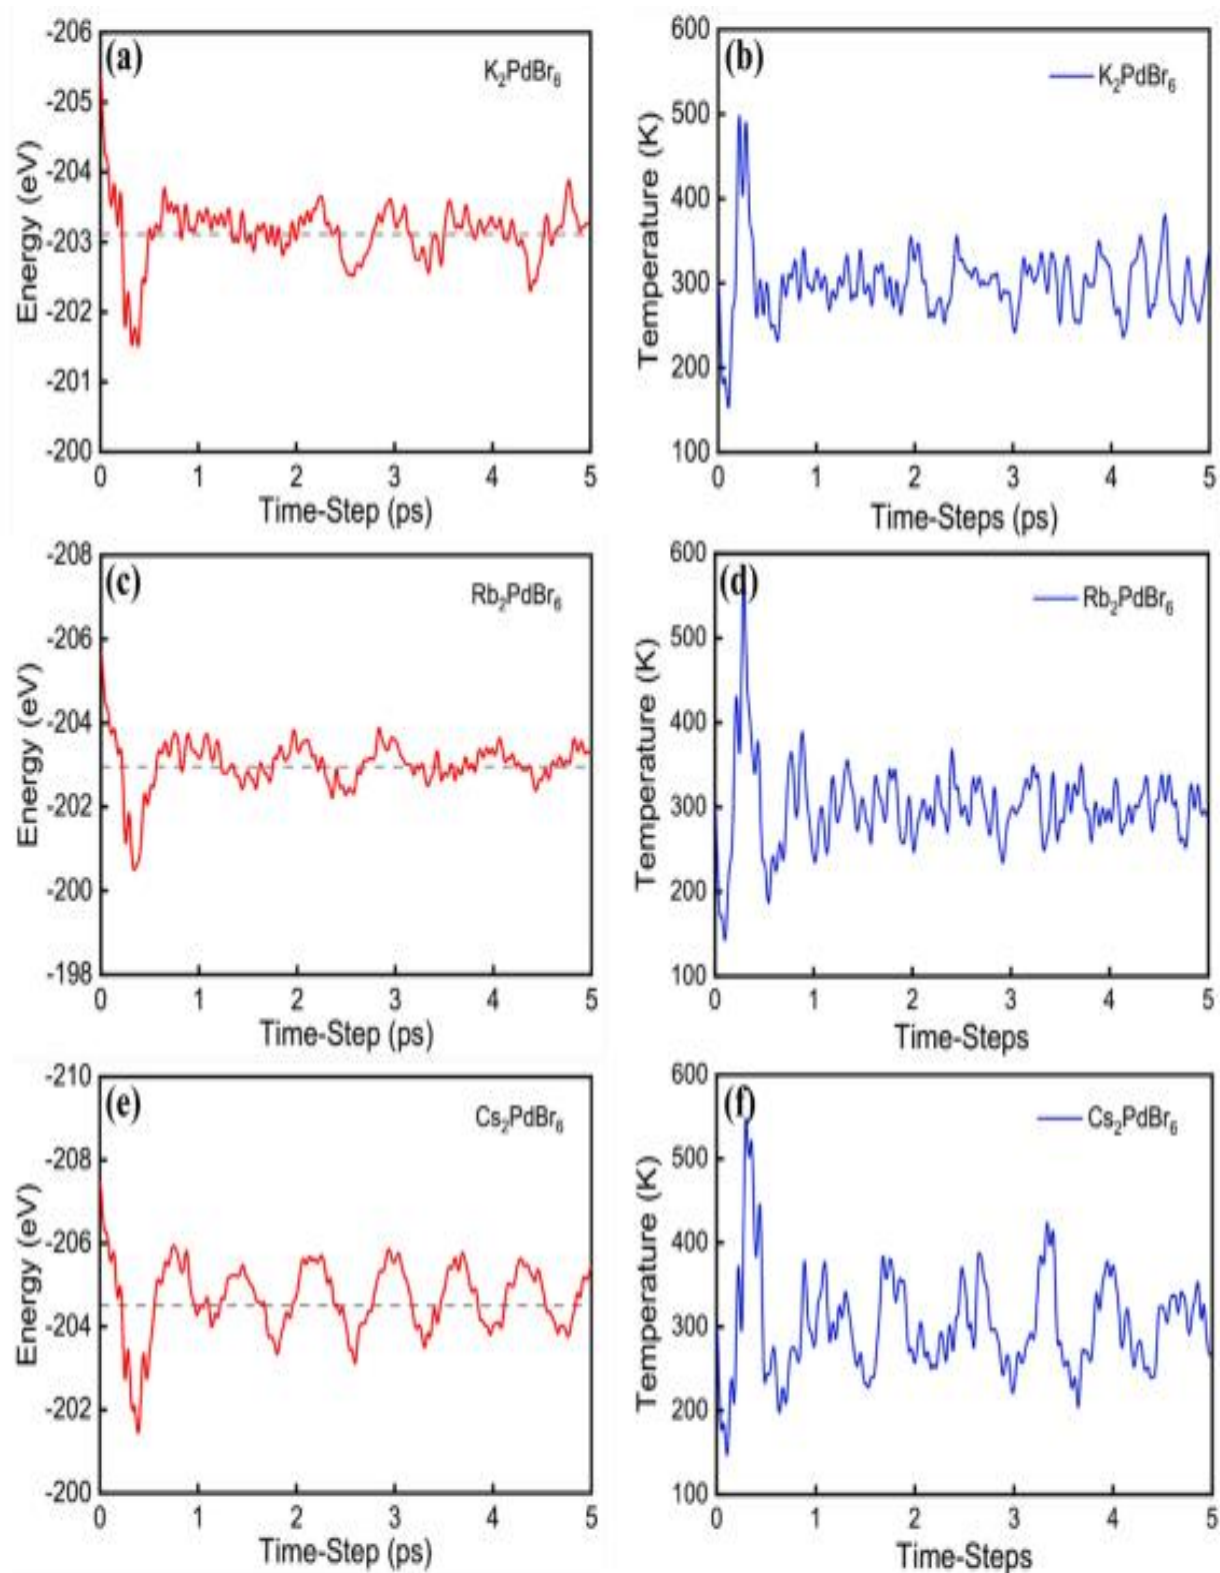 (a)
K₂PdBr₆
Energy (eV)
-206
-205
-204
-203
-202
-201
-200
0 1 2 3 4 5
Time-Step (ps)
(b)
K₂PdBr₆
Temperature (K)
600
500
400
300
200
100
0 1 2 3 4 5
Time-Steps (ps)
(c)
Rb₂PdBr₆
Energy (eV)
-208
-206
-204
-202
-200
-198
0 1 2 3 4 5
Time-Step (ps)
(d)
Rb₂PdBr₆
Temperature (K)
600
500
400
300
200
100
0 1 2 3 4 5
Time-Steps
(e)
Cs₂PdBr₆
Energy (eV)
-210
-208
-206
-204
-202
-200
0 1 2 3 4 5
Time-Step (ps)
(f)
Cs₂PdBr₆
Temperature (K)
600
500
400
300
200
100
0 1 2 3 4 5
Time-Steps